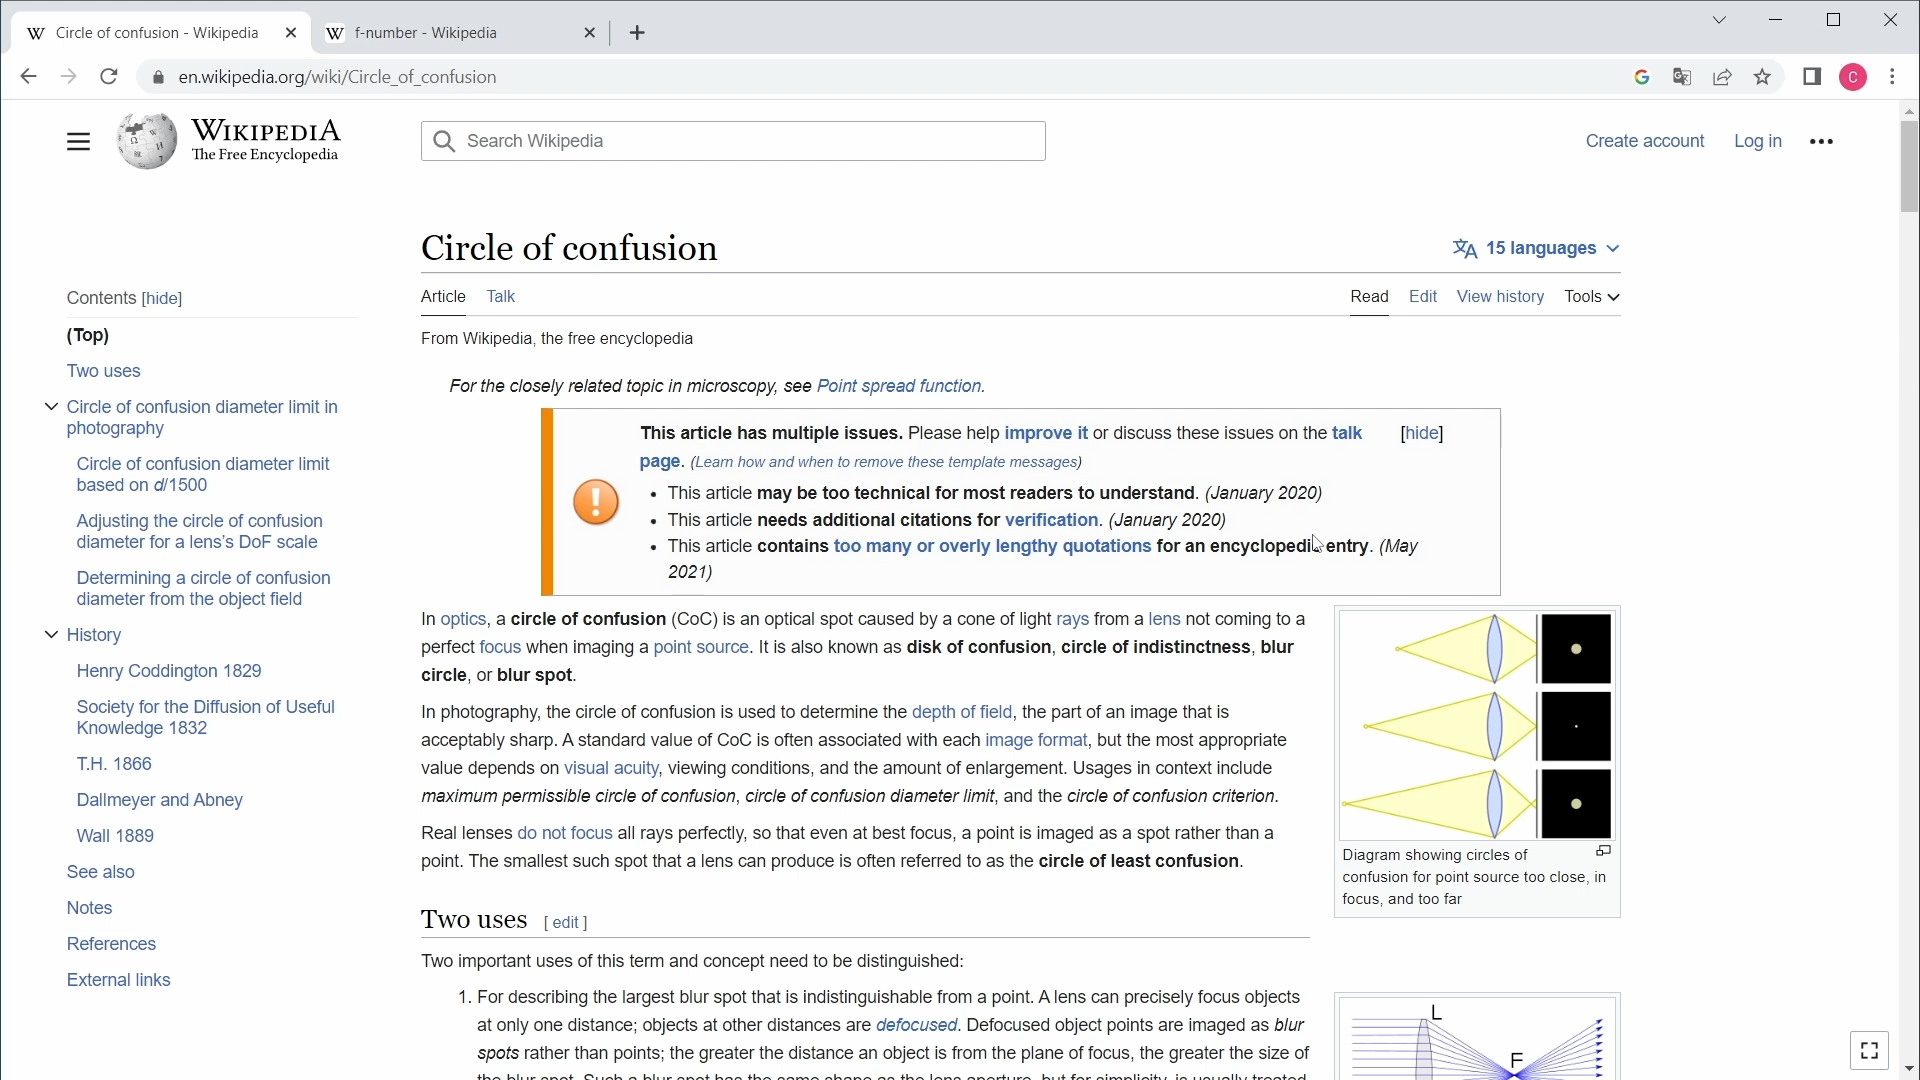 Circle of confusion - Wikipedia
f-number - Wikipedia
en.wikipedia.org/wiki/Circle_of_confusion
C
WIKIPEDIA
The Free Encyclopedia
Search Wikipedia
Create account
Log in
Circle of confusion
15 languages
Contents [hide]
(Top)
Two uses
Circle of confusion diameter limit in
photography
Circle of confusion diameter limit
based on d/1500
Adjusting the circle of confusion
diameter for a lens's DoF scale
Determining a circle of confusion
diameter from the object field
History
Henry Coddington 1829
Society for the Diffusion of Useful
Knowledge 1832
T.H. 1866
Dallmeyer and Abney
Wall 1889
See also
Notes
References
External links
Article Talk
Read Edit View history Tools
From Wikipedia, the free encyclopedia
For the closely related topic in microscopy, see Point spread function.
This article has multiple issues. Please help improve it or discuss these issues on the talk [hide]
page. (Learn how and when to remove these template messages)
• This article may be too technical for most readers to understand. (January 2020)
• This article needs additional citations for verification. (January 2020)
• This article contains too many or overly lengthy quotations for an encyclopedic entry. (May
2021)
In optics, a circle of confusion (CoC) is an optical spot caused by a cone of light rays from a lens not coming to a
perfect focus when imaging a point source. It is also known as disk of confusion, circle of indistinctness, blur
circle, or blur spot.
In photography, the circle of confusion is used to determine the depth of field, the part of an image that is
acceptably sharp. A standard value of CoC is often associated with each image format, but the most appropriate
value depends on visual acuity, viewing conditions, and the amount of enlargement. Usages in context include
maximum permissible circle of confusion, circle of confusion diameter limit, and the circle of confusion criterion.
Real lenses do not focus all rays perfectly, so that even at best focus, a point is imaged as a spot rather than a
point. The smallest such spot that a lens can produce is often referred to as the circle of least confusion.
Diagram showing circles of
confusion for point source too close, in
focus, and too far
Two uses [ edit ]
Two important uses of this term and concept need to be distinguished:
1. For describing the largest blur spot that is indistinguishable from a point. A lens can precisely focus objects
at only one distance; objects at other distances are defocused. Defocused object points are imaged as blur
spots rather than points; the greater the distance an object is from the plane of focus, the greater the size of
the blur spot. Such a blur spot has the same shape as the lens aperture, but for simplicity, is usually treated
L
F